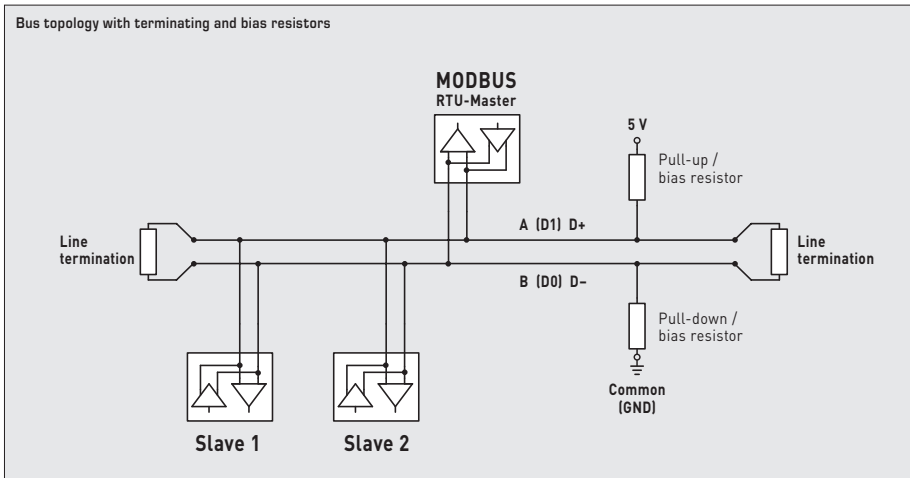 Bus topology with terminating and bias resistors
MODBUS
RTU-Master
5 V
Pull-up /
bias resistor
A (D1) D+
Line
termination
Line
termination
B (D0) D−
Pull-down /
bias resistor
Common
(GND)
Slave 1
Slave 2